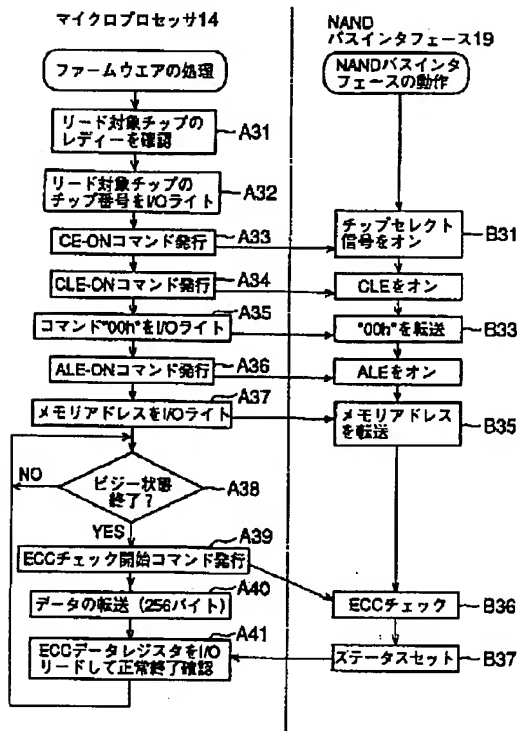 マイクロプロセッサ14
ファームウエアの処理
リード対象チップの
レディーを確認
A31
リード対象チップの
チップ番号をI/Oライト
A32
CE-ONコマンド発行
A33
CLE-ONコマンド発行
A34
コマンド"00h"をI/Oライト
A35
ALE-ONコマンド発行
A36
メモリアドレスをI/Oライト
A37
ビジー状態
終了?
A38
NO
YES
ECCチェック開始コマンド発行
A39
データの転送(256バイト)
A40
ECCデータレジスタをI/O
リードして正常終了確認
A41
NAND
バスインタフェース19
NANDバスインタ
フェースの動作
チップセレクト
信号をオン
B31
CLEをオン
"00h"を転送
B33
ALEをオン
メモリアドレス
を転送
B35
ECCチェック
B36
ステータスセット
B37